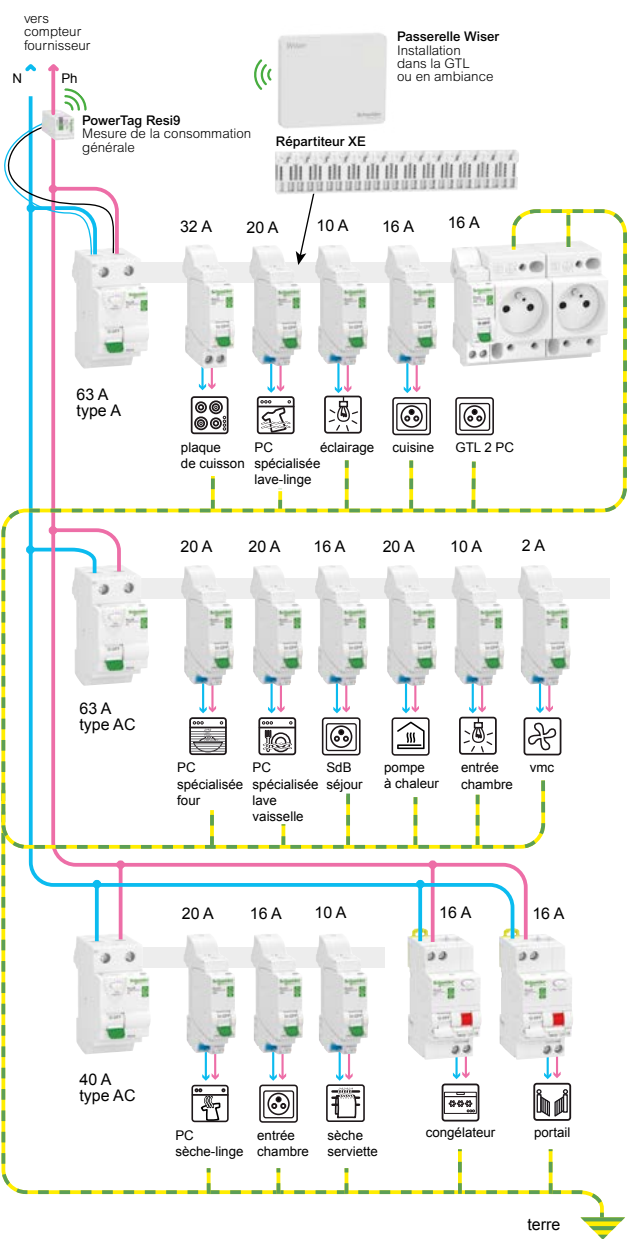 vers
compteur
fournisseur
N
Ph
PowerTag Resi9
Mesure de la consommation
générale
Wiser
Schneider
Passerelle Wiser
Installation
dans la GTL
ou en ambiance
Répartiteur XE
32 A
20 A
10 A
16 A
16 A
63 A
type A
plaque
de cuisson
PC
spécialisée
lave-linge
éclairage
cuisine
GTL 2 PC
20 A
20 A
16 A
20 A
10 A
2 A
63 A
type AC
PC
spécialisée
four
PC
spécialisée
lave
vaisselle
SdB
séjour
pompe
à chaleur
entrée
chambre
vmc
20 A
16 A
10 A
16 A
16 A
40 A
type AC
PC
sèche-linge
entrée
chambre
sèche
serviette
congélateur
portail
terre